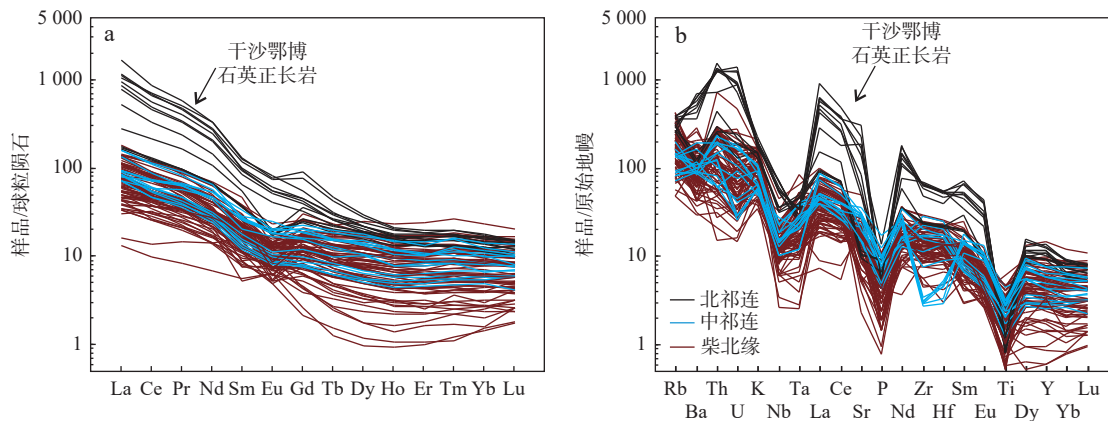 a
干沙鄂博
石英正长岩
样品/球粒陨石
5 000
1 000
100
10
1
La Ce Pr Nd Sm Eu Gd Tb Dy Ho Er Tm Yb Lu
b
干沙鄂博
石英正长岩
样品/原始地幔
5 000
1 000
100
10
1
北祁连
中祁连
柴北缘
Rb Th K Ta Ce P Zr Sm Ti Y Lu
Ba U Nb La Sr Nd Hf Eu Dy Yb